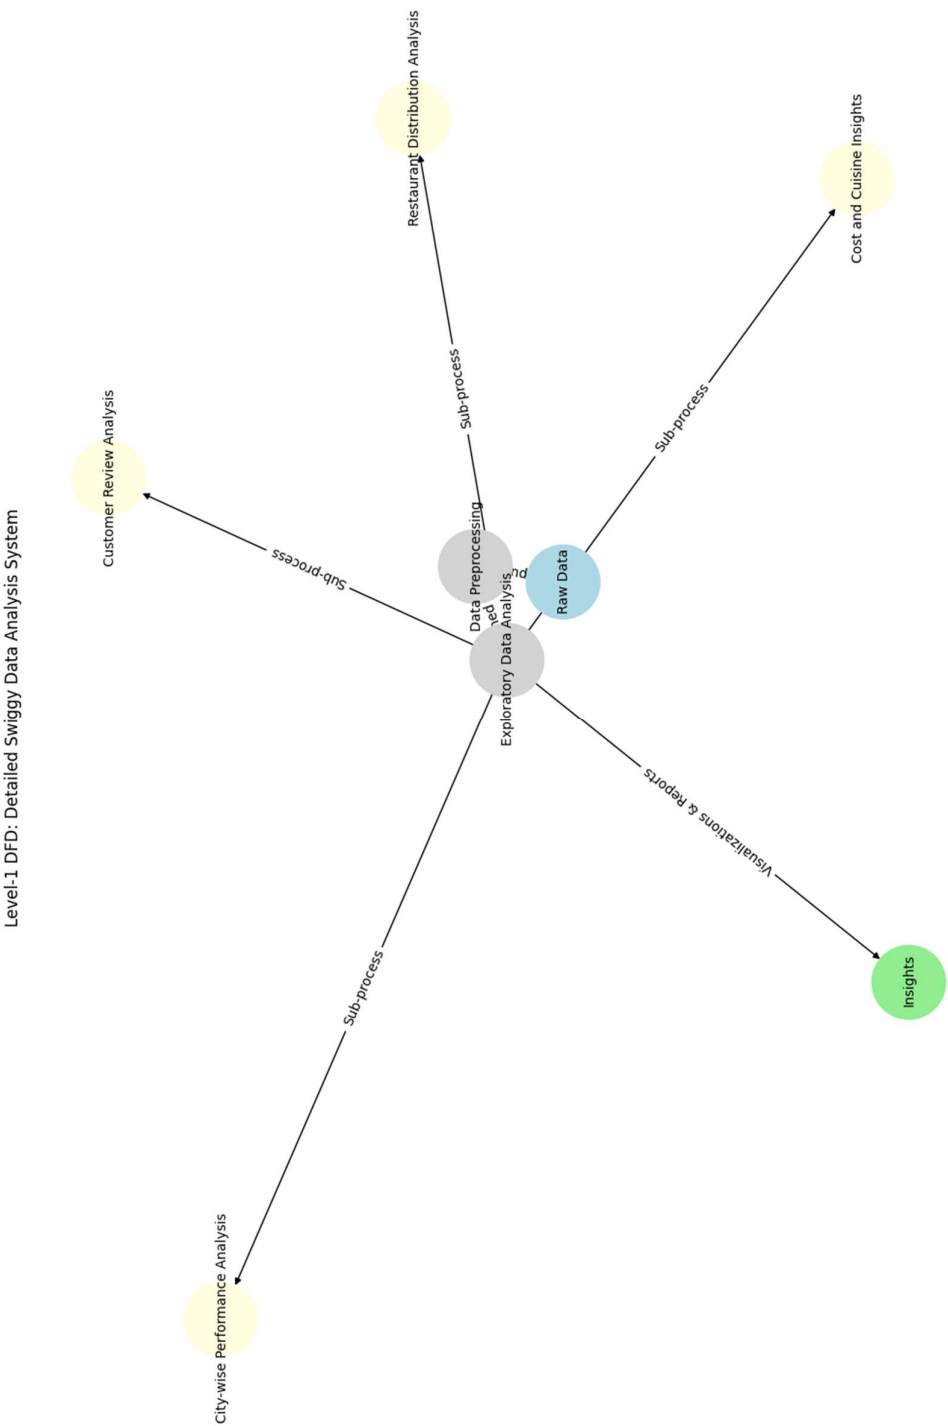 Level-1 DFD: Detailed Swiggy Data Analysis System
City-wise Performance Analysis
Customer Review Analysis
Sub-process
Sub-process
Restaurant Distribution Analysis
Sub-process
Data Preprocessing
Exploratory Data Analysis
Raw Data
Sub-process
Cost and Cuisine Insights
Visualizations & Reports
Insights